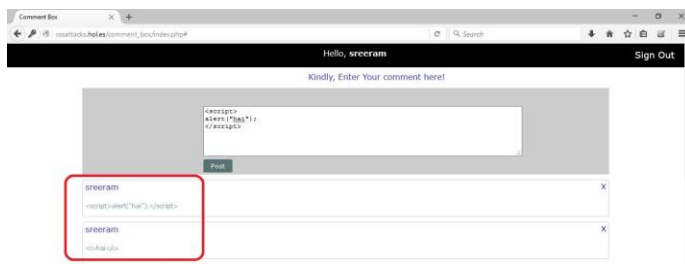 Comment Box
xssattacks.hol.es/comment_box/index.php#
Search
Hello, sreeram
Sign Out
Kindly, Enter Your comment here!
<script>
alert("hai");
</script>
Post
sreeram
X
<script>alert("hai");</script>
sreeram
X
<i>hai</i>